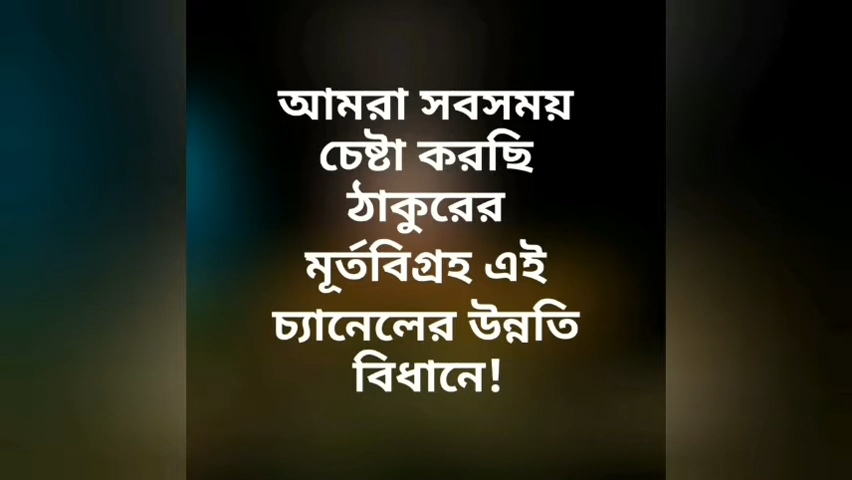 আমরা সবসময়
চেষ্টা করছি
ঠাকুরের
মূর্তবিগ্রহ এই
চ্যানেলের উন্নতি
বিধানে!